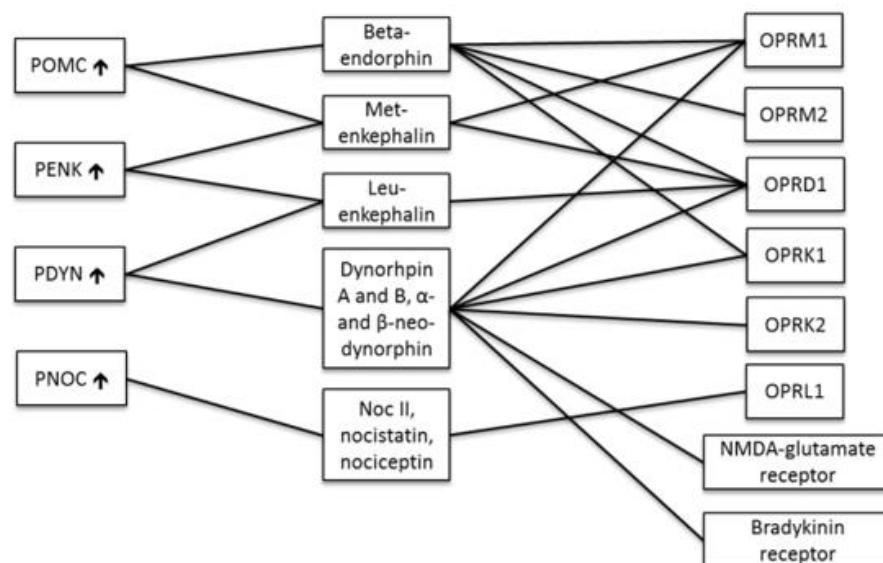 POMC ↑
PENK ↑
PDYN ↑
PNOC ↑
Beta-
endorphin
Met-
enkephalin
Leu-
enkephalin
Dynorhpin
A and B, α-
and β-neo-
dynorphin
Noc II,
nocistatin,
nociceptin
OPRM1
OPRM2
OPRD1
OPRK1
OPRK2
OPRL1
NMDA-glutamate
receptor
Bradykinin
receptor